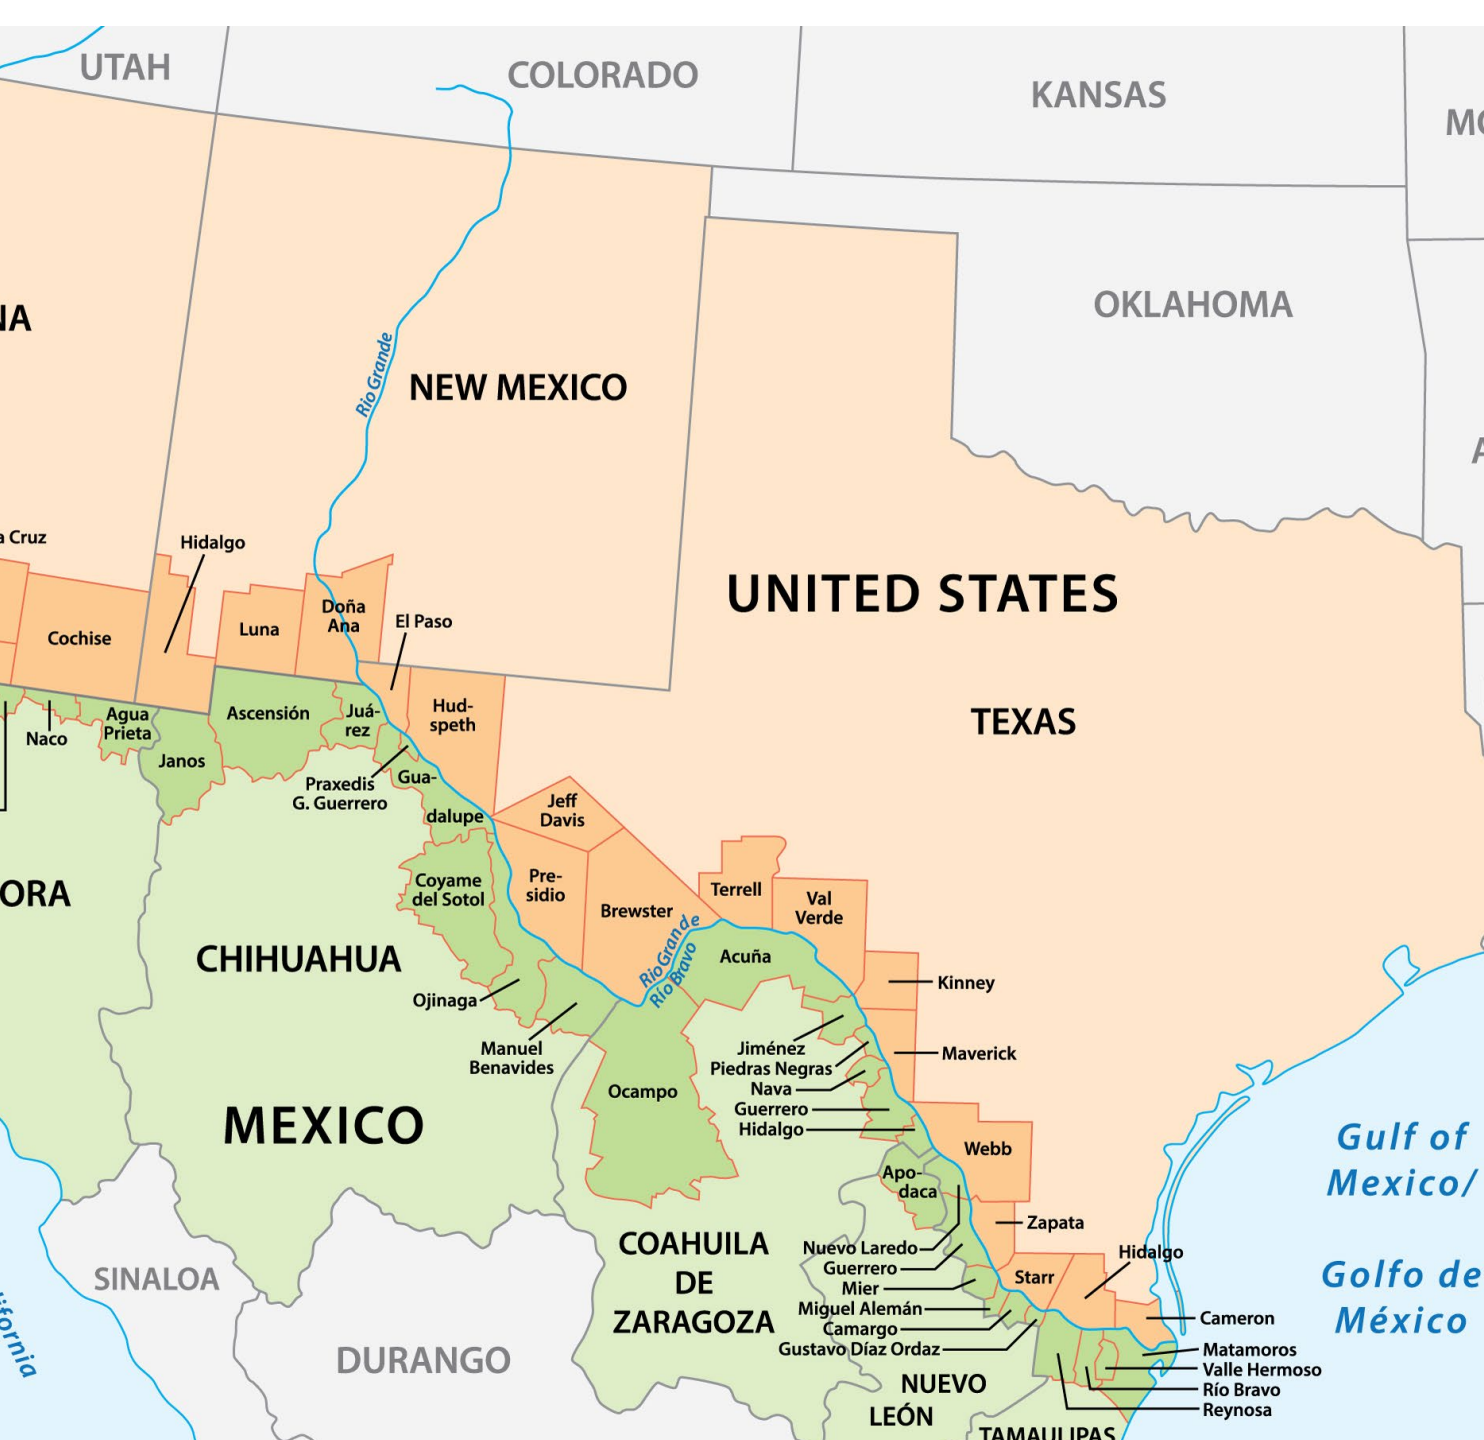 UTAH
COLORADO
KANSAS
MO
OKLAHOMA
NA
Rio Grande
NEW MEXICO
a Cruz
Hidalgo
UNITED STATES
Cochise
Luna
Doña
Ana
El Paso
TEXAS
Naco
Agua
Prieta
Janos
Ascensión
Juá-
rez
Hud-
speth
Praxedis
G. Guerrero
Gua-
dalupe
Jeff
Davis
ORA
Coyame
del Sotol
Pre-
sidio
Brewster
Terrell
Val
Verde
CHIHUAHUA
Rio Grande
Río Bravo
Acuña
Kinney
Ojinaga
Manuel
Benavides
Jiménez
Piedras Negras
Nava
Guerrero
Hidalgo
Maverick
Ocampo
MEXICO
Webb
Apo-
daca
Gulf of
Mexico/
Golfo de
México
Zapata
Nuevo Laredo
Guerrero
Mier
Miguel Alemán
Camargo
Gustavo Díaz Ordaz
Starr
Hidalgo
Cameron
COAHUILA
DE
ZARAGOZA
SINALOA
lifornia
DURANGO
Matamoros
Valle Hermoso
Río Bravo
Reynosa
NUEVO
LEÓN
TAMAULIPAS